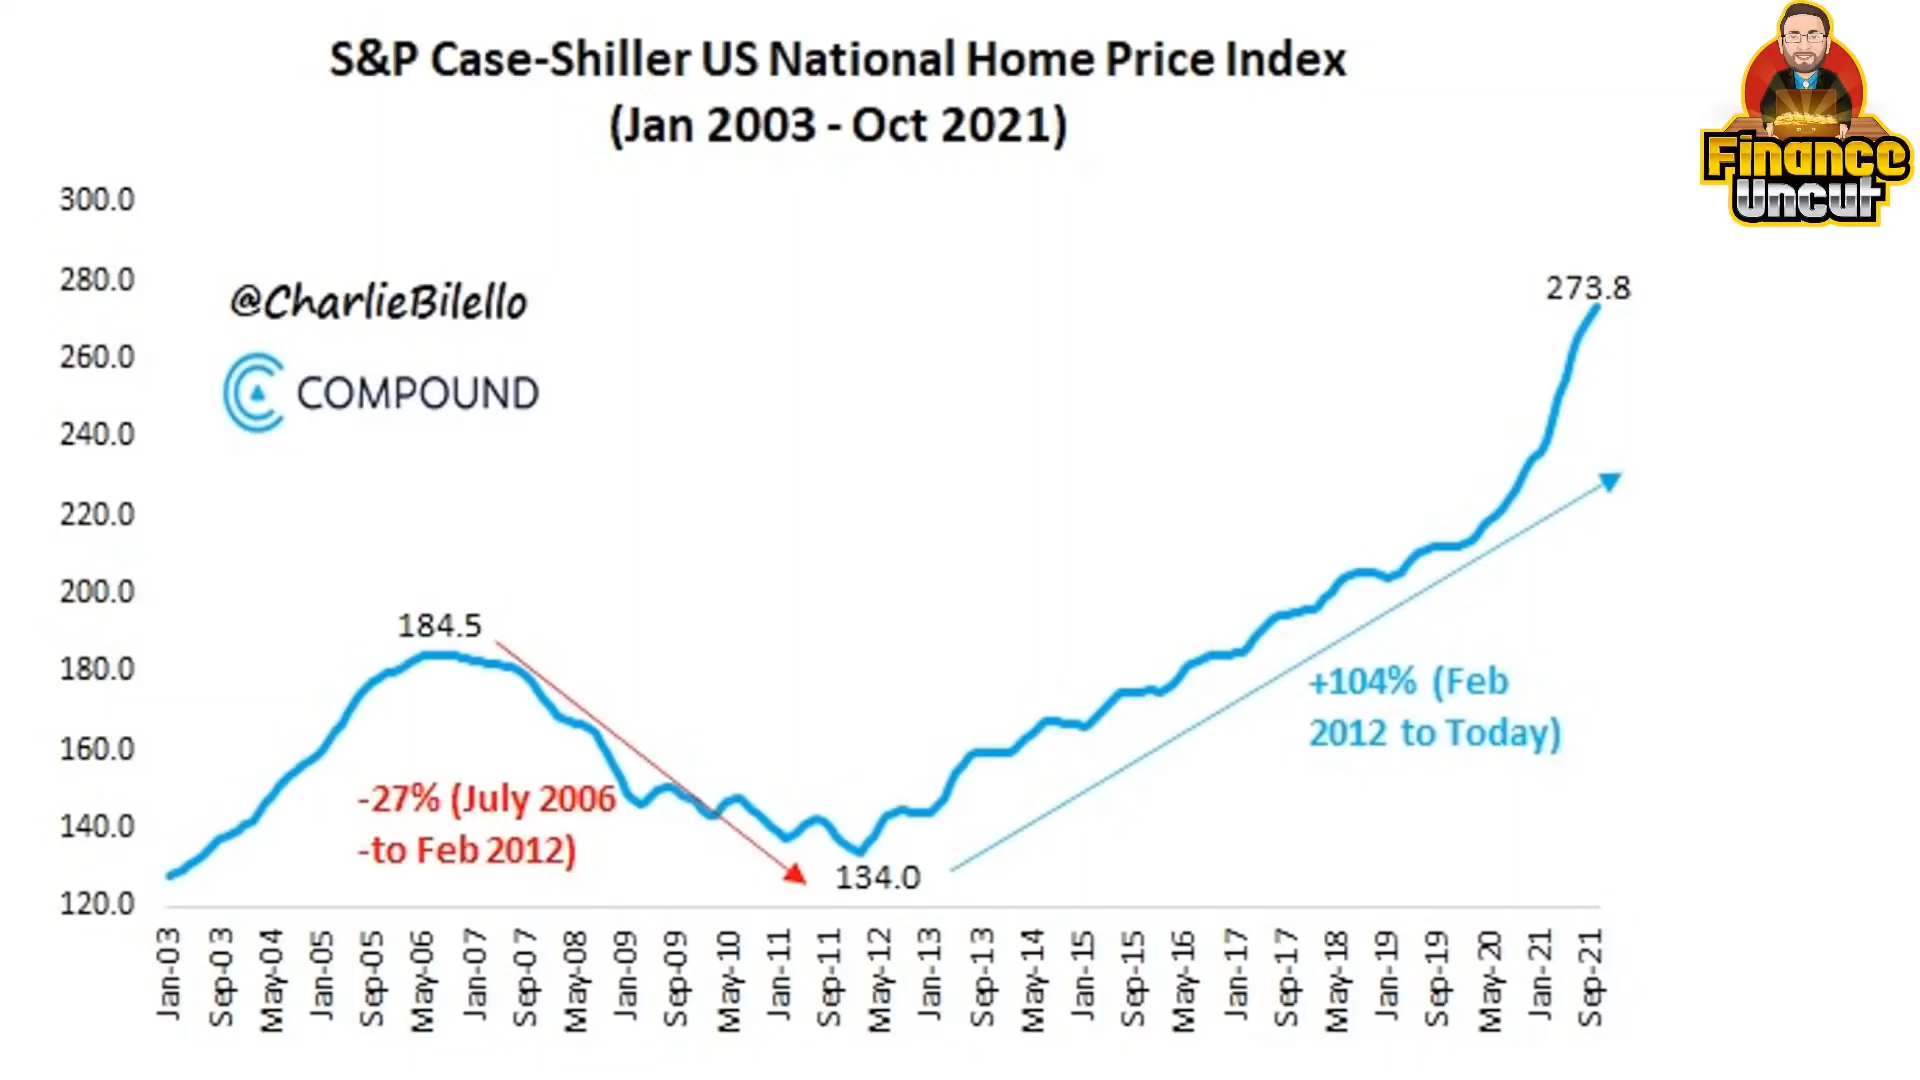 S&P Case-Shiller US National Home Price Index
(Jan 2003 - Oct 2021)
Finance
Uncut
300.0
280.0
260.0
240.0
220.0
200.0
180.0
160.0
140.0
120.0
@CharlieBilello
COMPOUND
273.8
184.5
134.0
-27% (July 2006
-to Feb 2012)
+104% (Feb
2012 to Today)
Jan-03
Sep-03
May-04
Jan-05
Sep-05
May-06
Jan-07
Sep-07
May-08
Jan-09
Sep-09
May-10
Jan-11
Sep-11
May-12
Jan-13
Sep-13
May-14
Jan-15
Sep-15
May-16
Jan-17
Sep-17
May-18
Jan-19
Sep-19
May-20
Jan-21
Sep-21